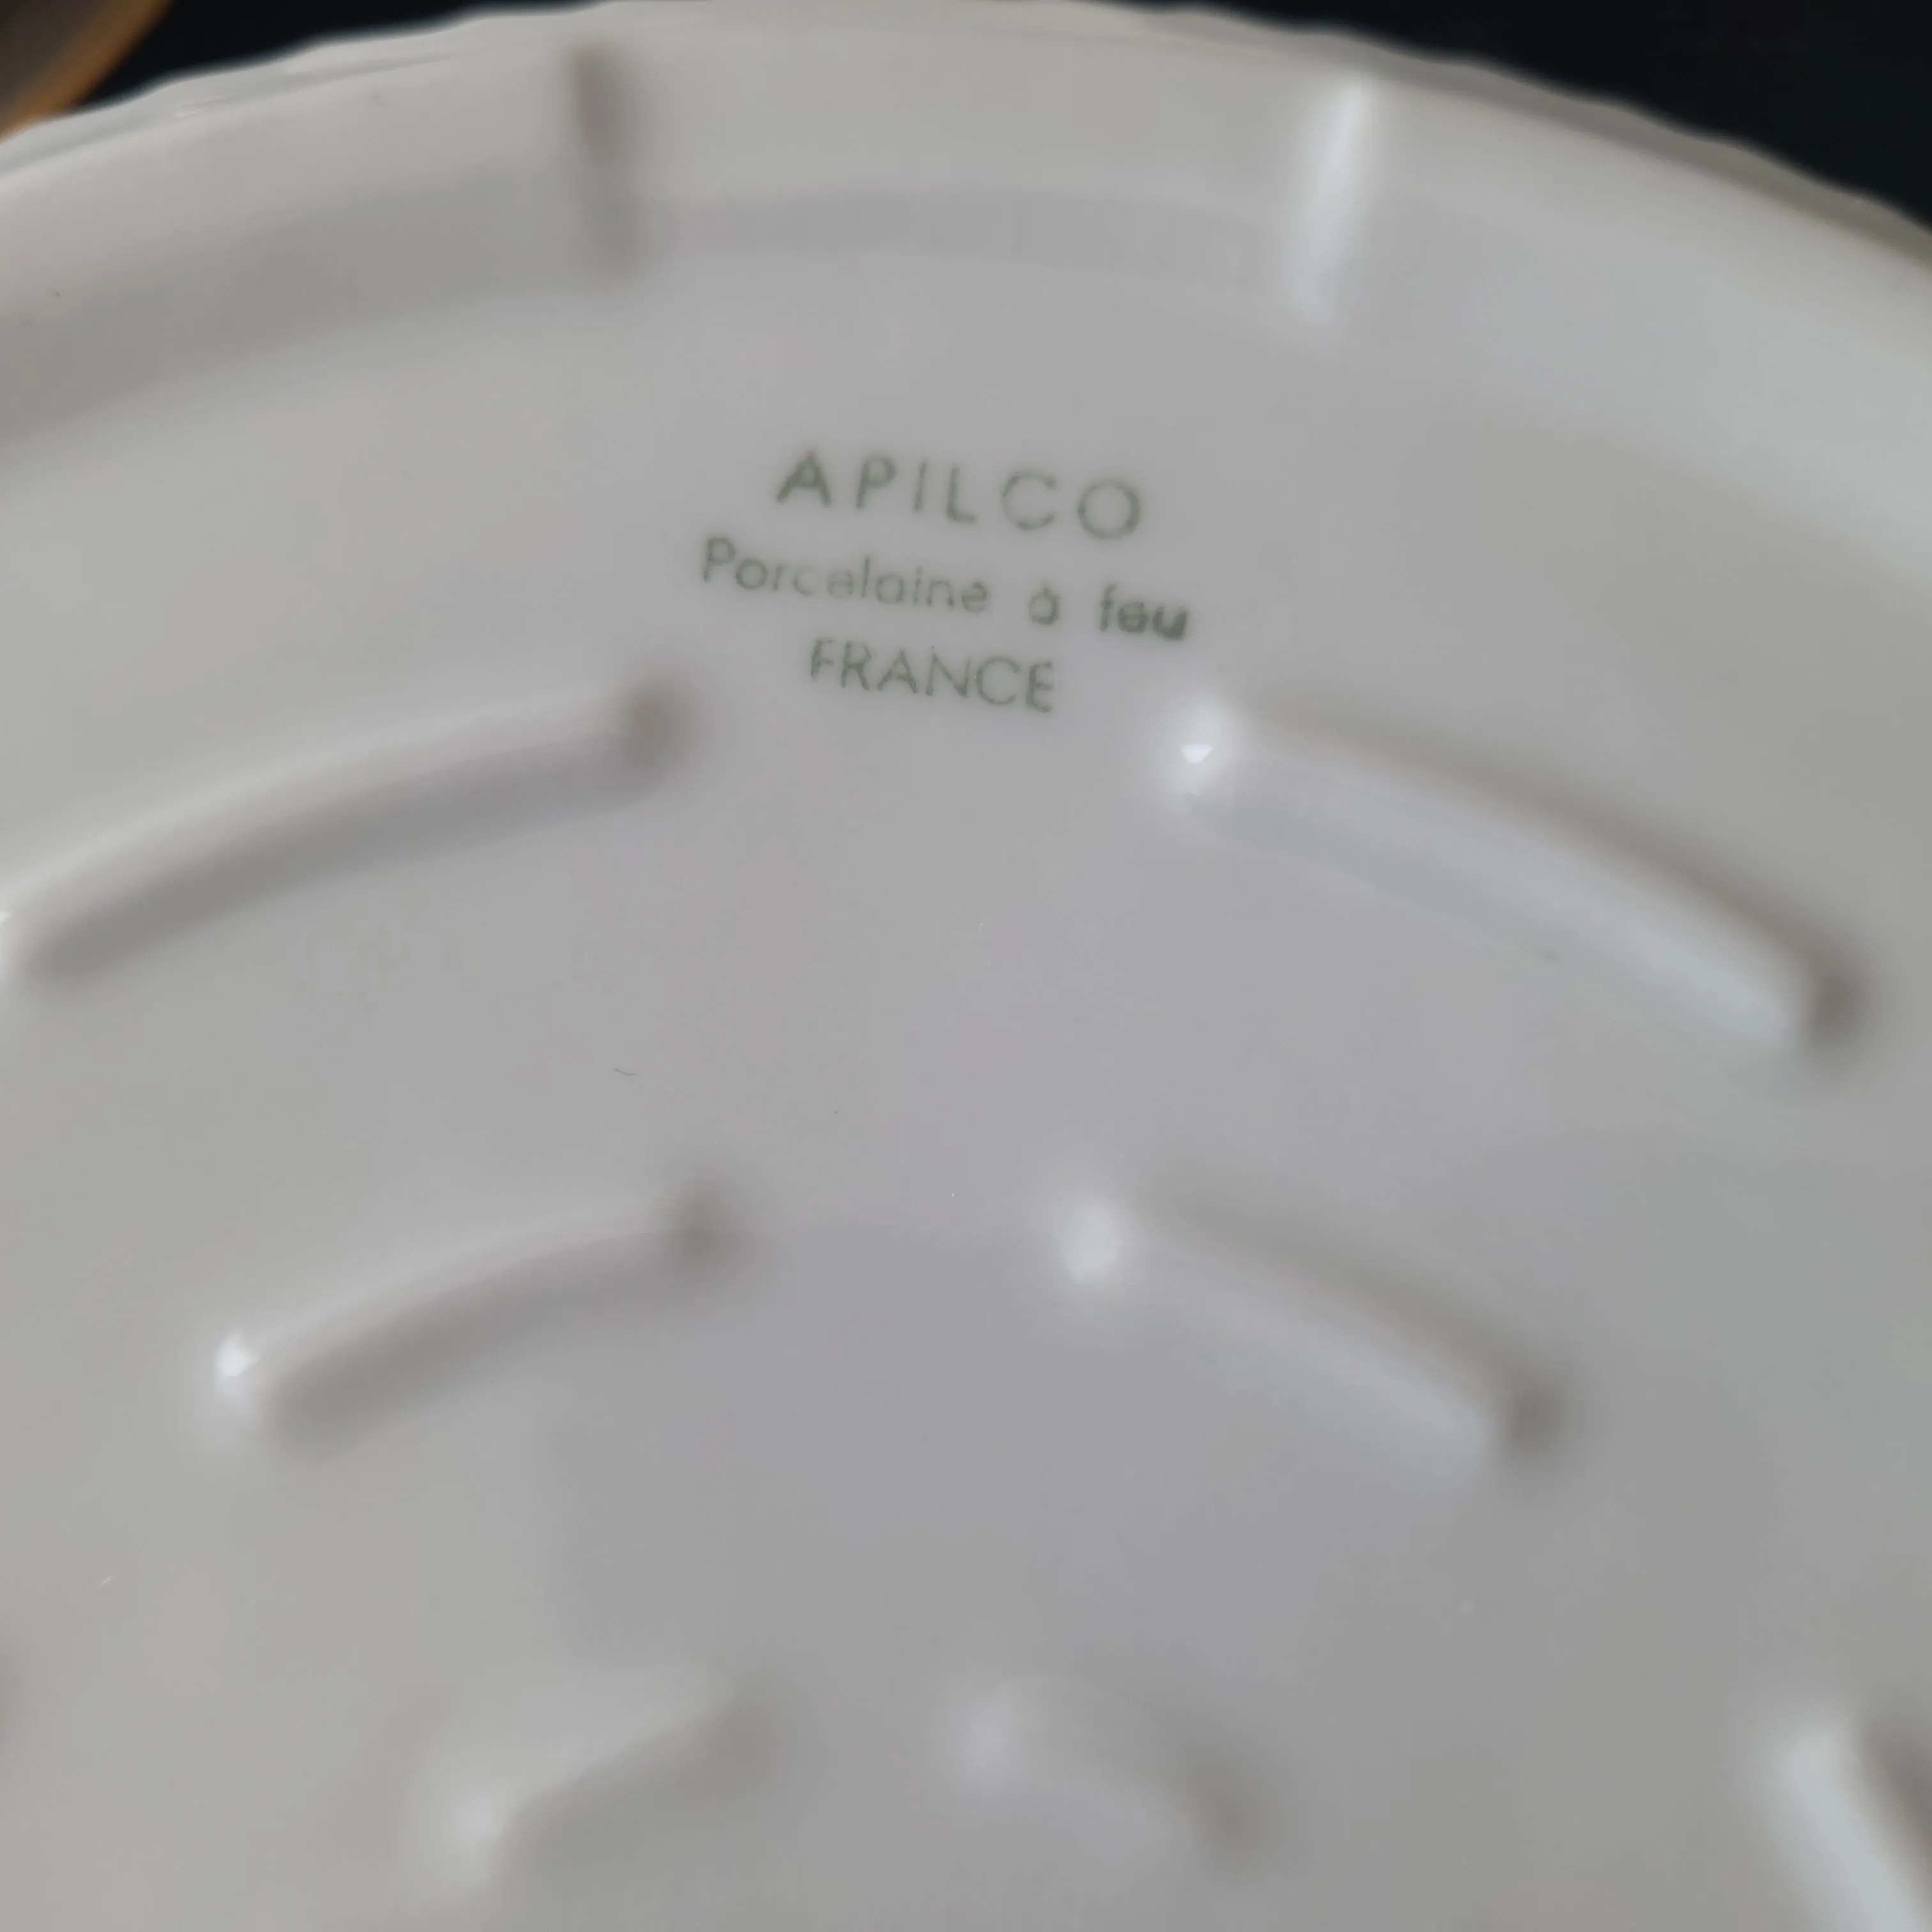 APILCO
Porcelaine à feu
FRANCE